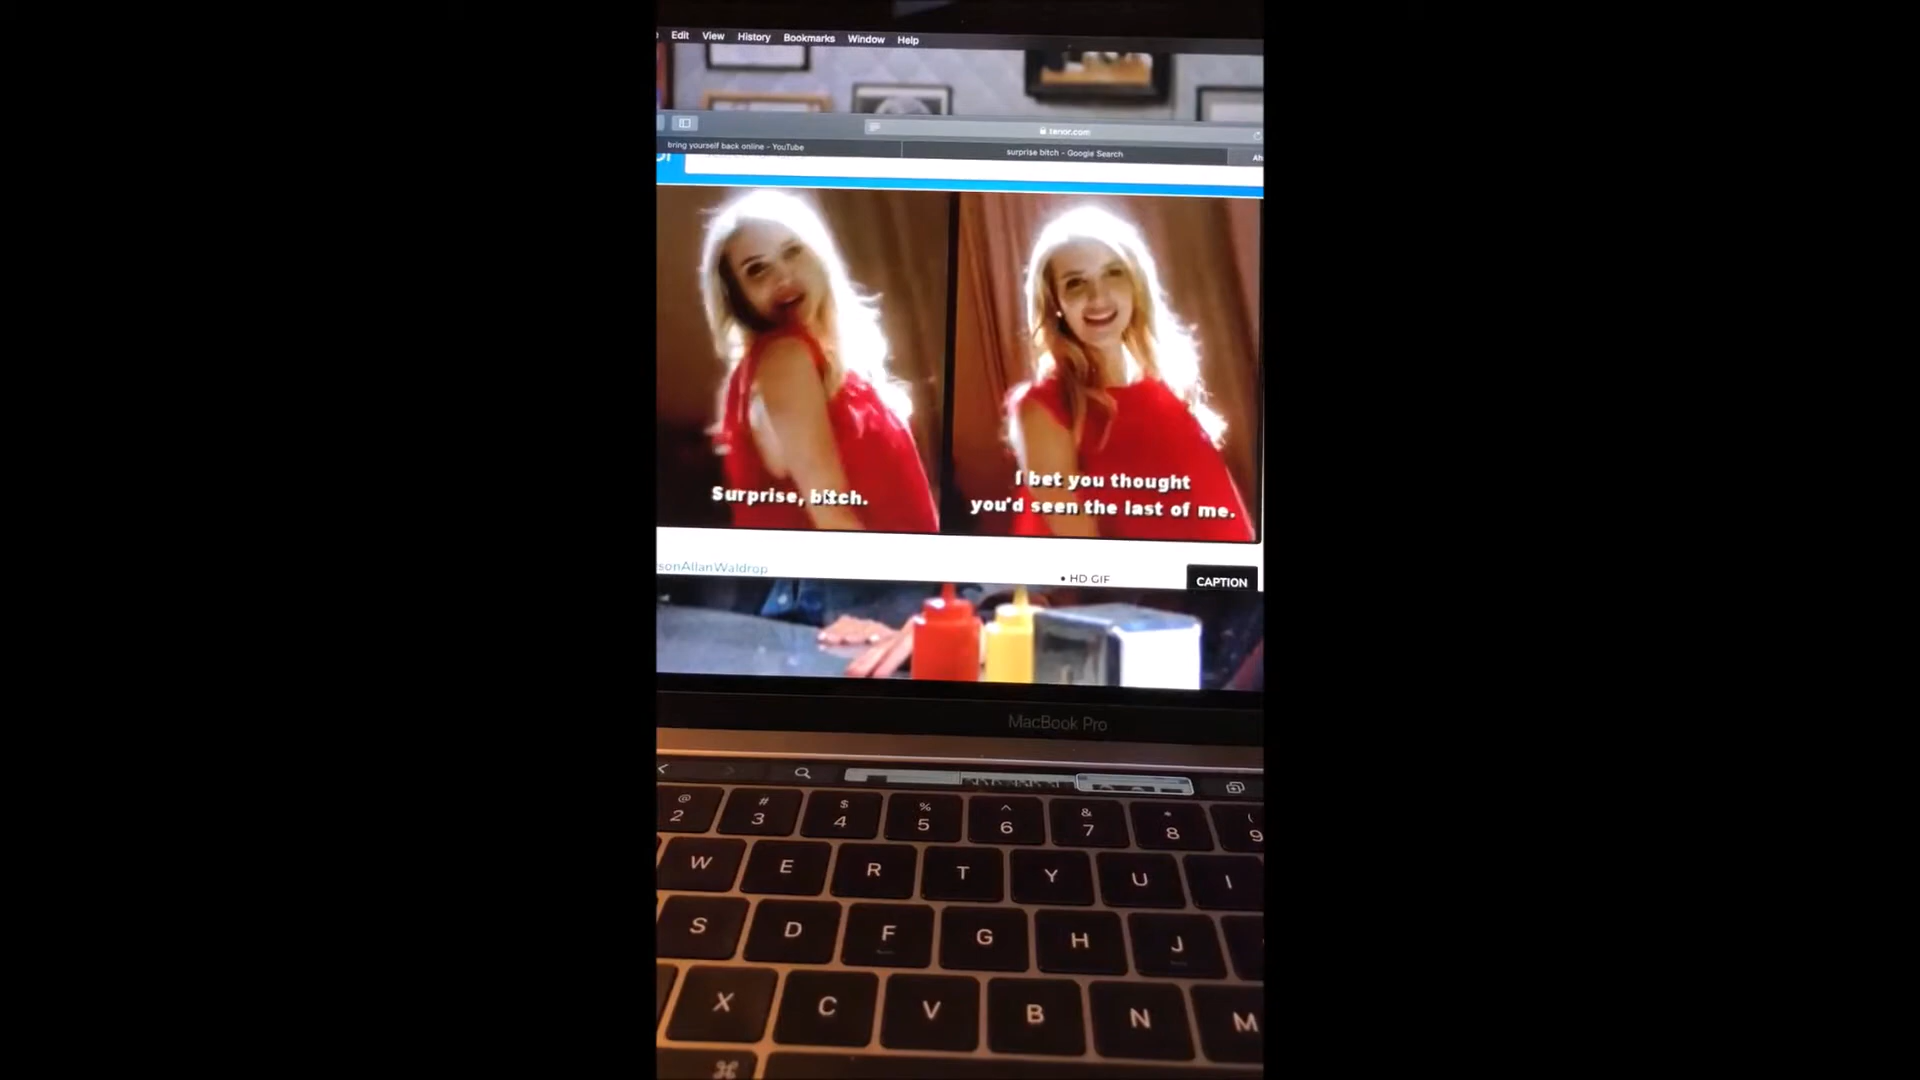 Edit View History Bookmarks Window Help
tenor.com
bring yourself back online - YouTube
surprise bitch - Google Search
Surprise, bitch.
I bet you thought
you'd seen the last of me.
sonAllanWaldrop
• HD GIF
CAPTION
MacBook Pro
@ # $ % ^ & * (
2 3 4 5 6 7 8 9
W E R T Y U I
S D F G H J
X C V B N M
⌘